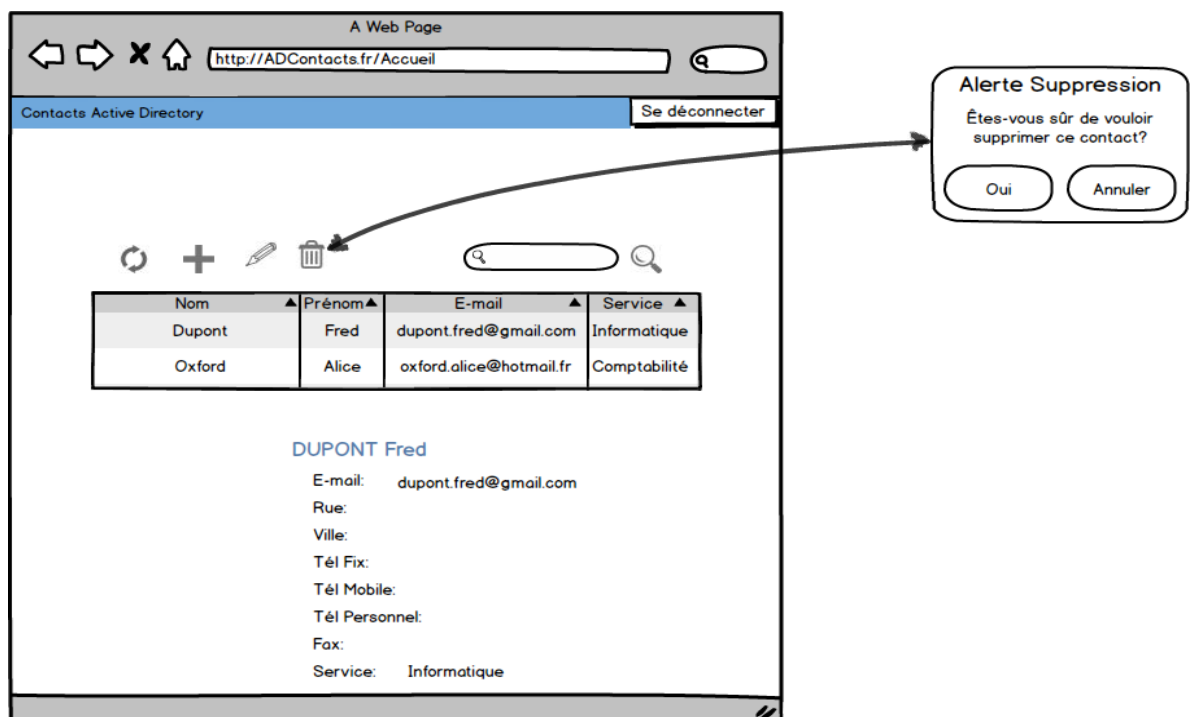 A Web Page
http://ADContacts.fr/Accueil
Contacts Active Directory
Se déconnecter
Alerte Suppression
Êtes-vous sûr de vouloir
supprimer ce contact?
Oui Annuler
Nom Prénom E-mail Service
Dupont Fred dupont.fred@gmail.com Informatique
Oxford Alice oxford.alice@hotmail.fr Comptabilité
DUPONT Fred
E-mail: dupont.fred@gmail.com
Rue:
Ville:
Tél Fix:
Tél Mobile:
Tél Personnel:
Fax:
Service: Informatique